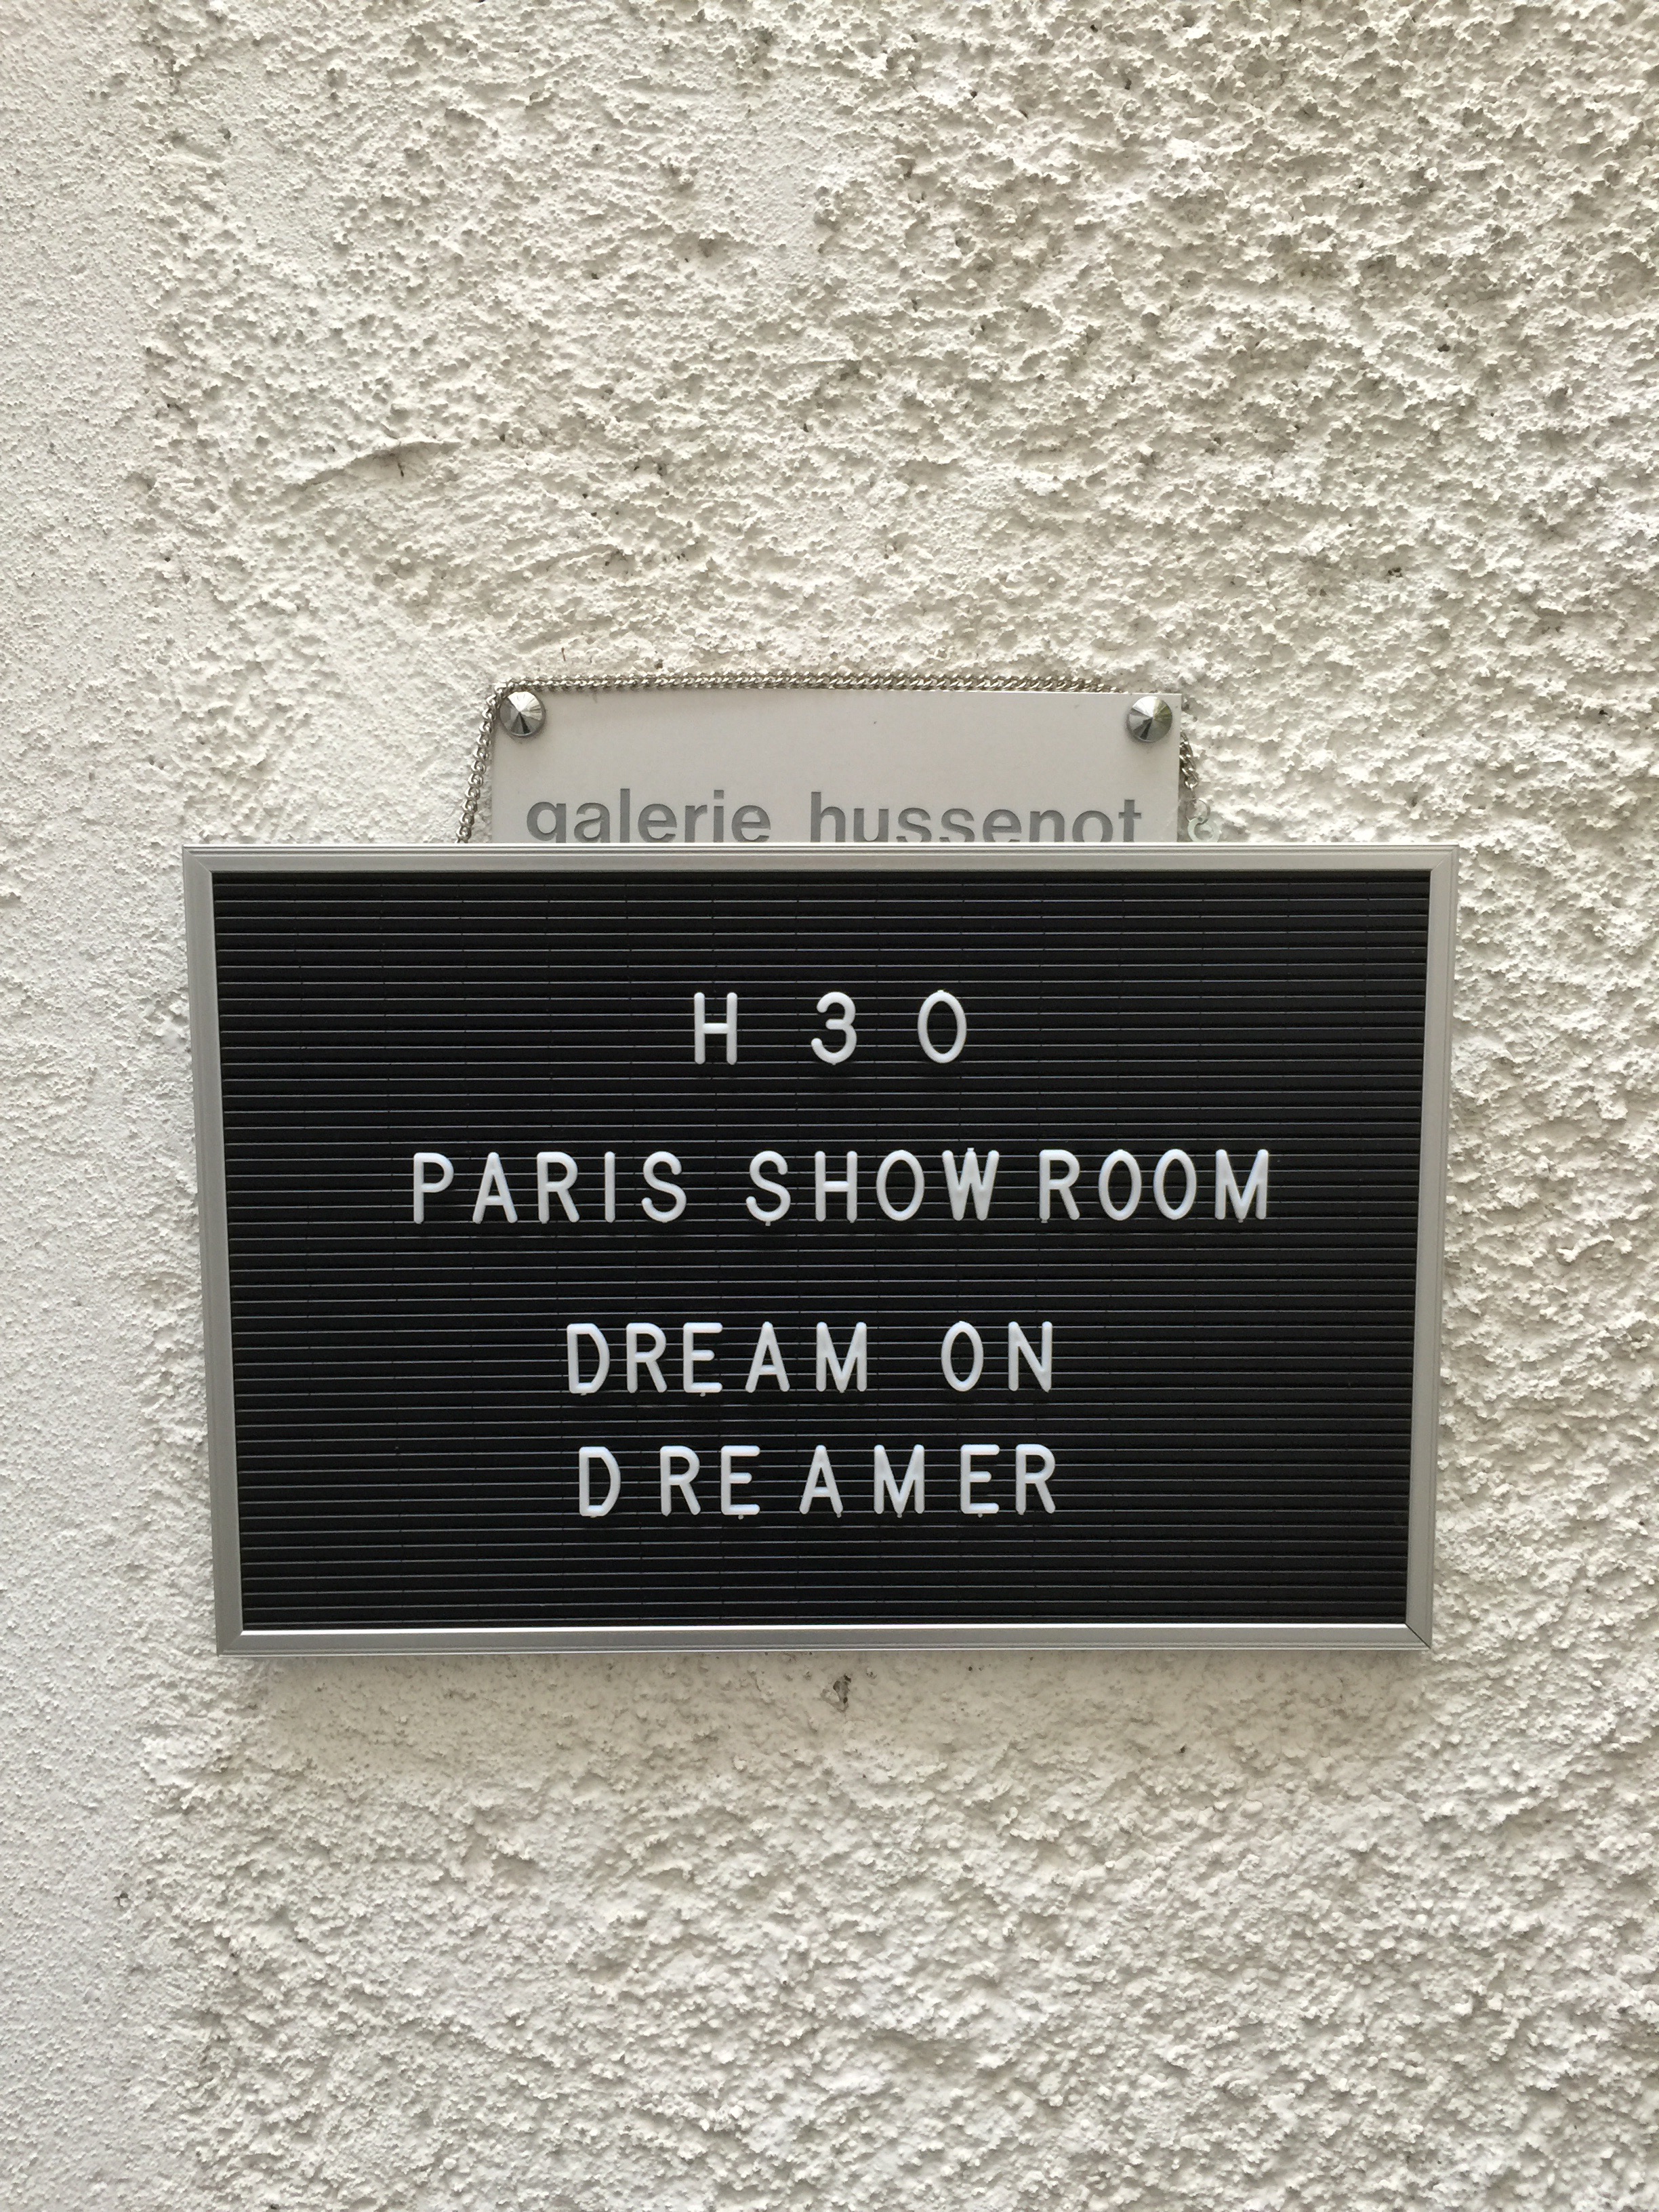 galerie hussenot
H 3 0
PARIS SHOW ROOM
DREAM ON
DREAMER